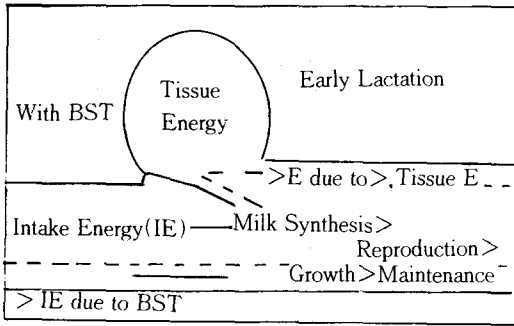 Early Lactation
Tissue
Energy
With BST
>E due to>, Tissue E
Intake Energy(IE)
Milk Synthesis>
Reproduction>
Growth>Maintenance
> IE due to BST